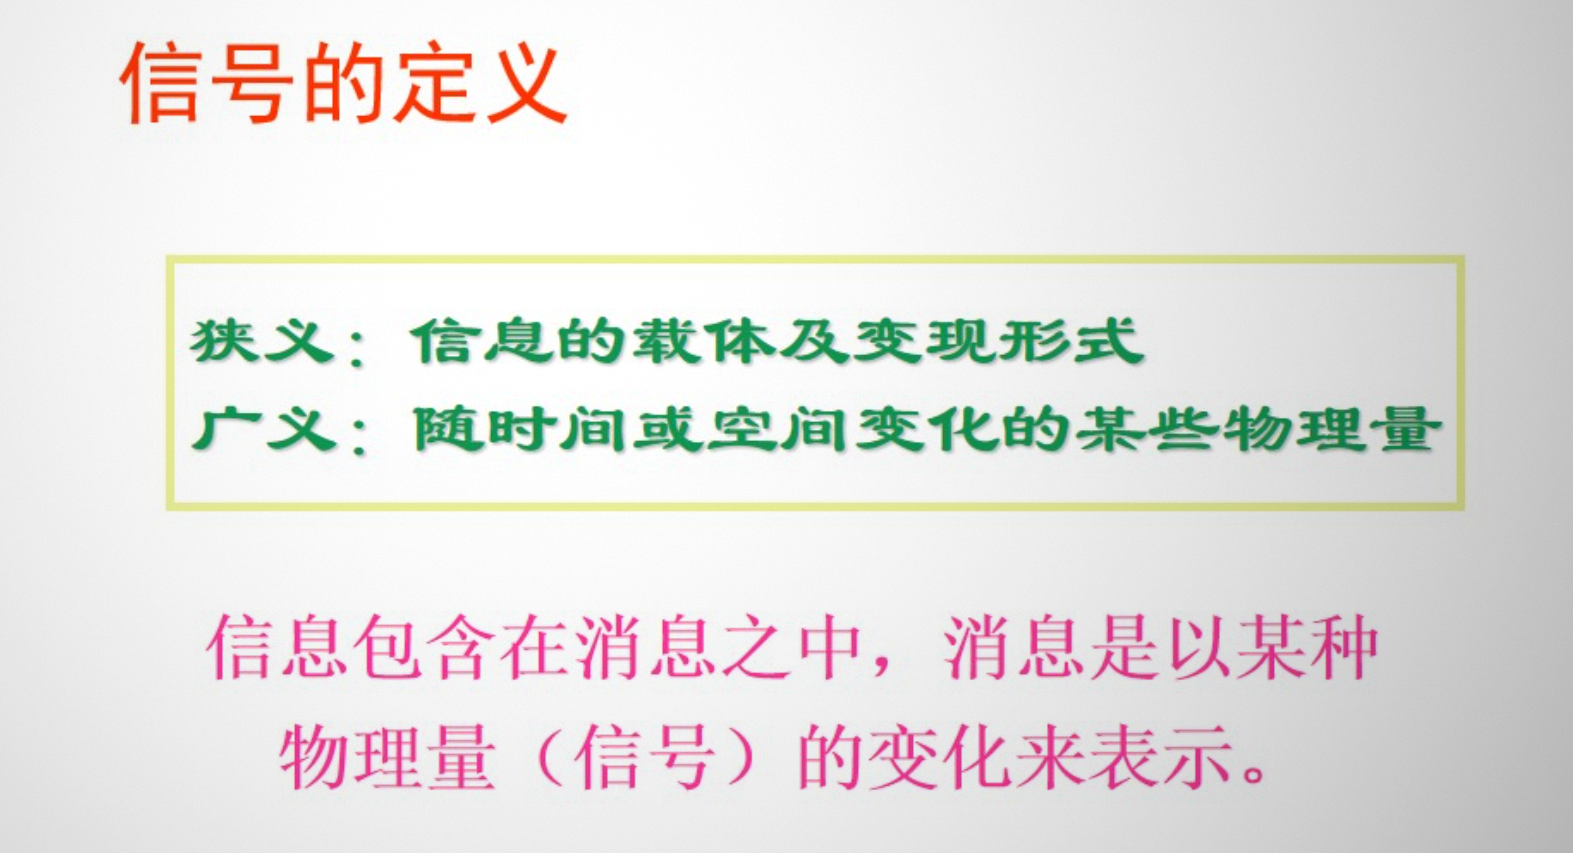 信号的定义
狭义：信息的载体及变现形式
广义：随时间或空间变化的某些物理量
信息包含在消息之中，消息是以某种
物理量（信号）的变化来表示。